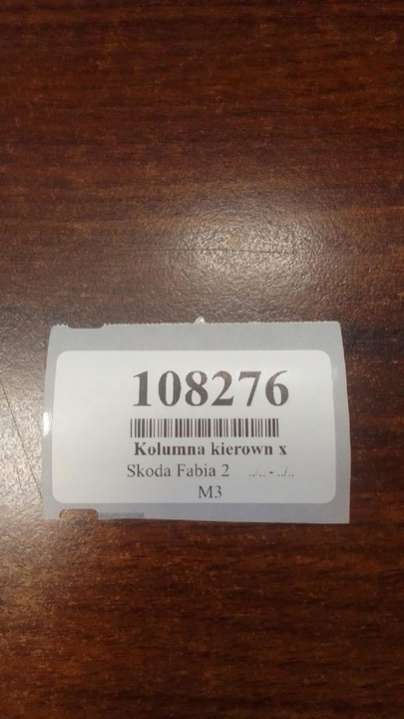 108276
Kolumna kierown x
Skoda Fabia 2 ../.. - ../..
M3